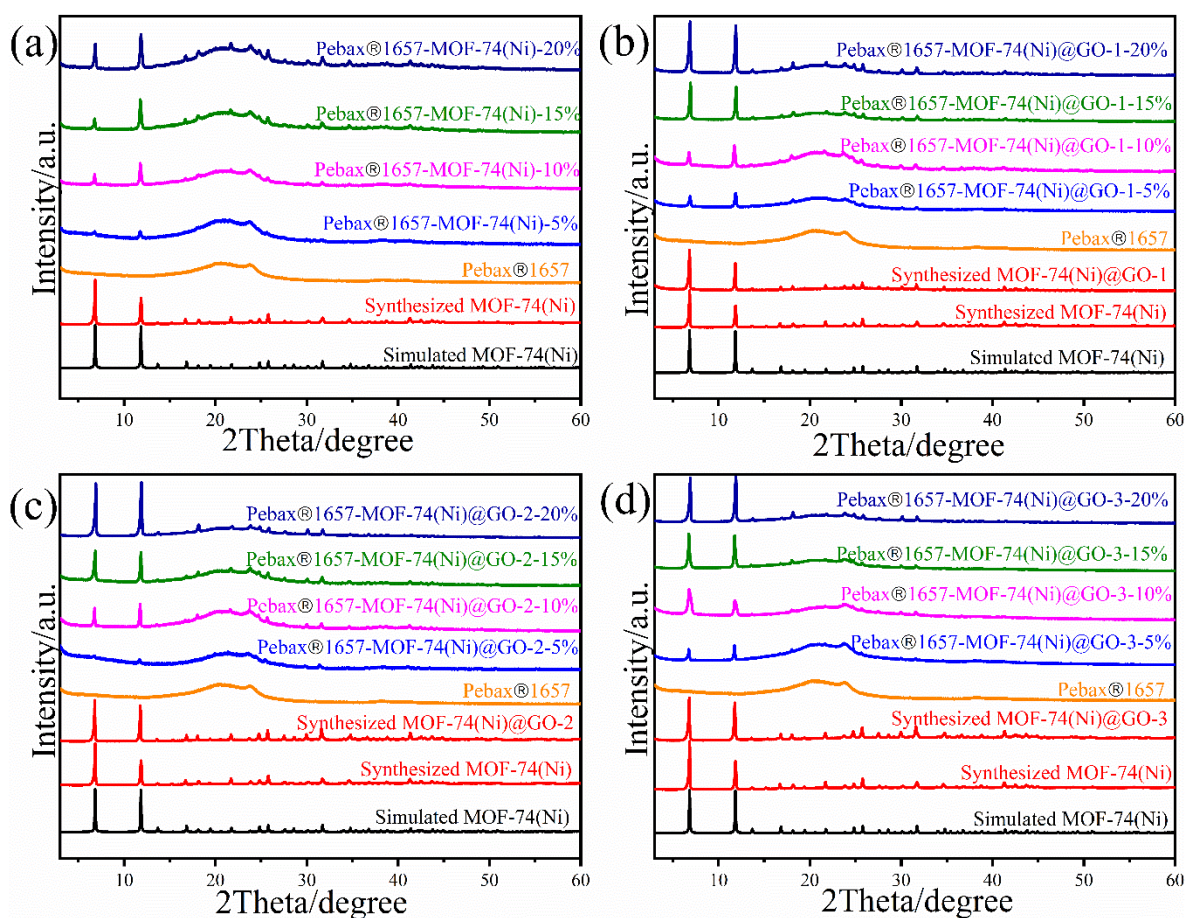 (a)
Pebax®1657-MOF-74(Ni)-20%
Pebax®1657-MOF-74(Ni)-15%
Pebax®1657-MOF-74(Ni)-10%
Pebax®1657-MOF-74(Ni)-5%
Pebax®1657
Synthesized MOF-74(Ni)
Simulated MOF-74(Ni)
Intensity/a.u.
10 20 30 40 50 60
2Theta/degree
(b)
Pebax®1657-MOF-74(Ni)@GO-1-20%
Pebax®1657-MOF-74(Ni)@GO-1-15%
Pebax®1657-MOF-74(Ni)@GO-1-10%
Pebax®1657-MOF-74(Ni)@GO-1-5%
Pebax®1657
Synthesized MOF-74(Ni)@GO-1
Synthesized MOF-74(Ni)
Simulated MOF-74(Ni)
Intensity/a.u.
10 20 30 40 50 60
2Theta/degree
(c)
Pebax®1657-MOF-74(Ni)@GO-2-20%
Pebax®1657-MOF-74(Ni)@GO-2-15%
Pebax®1657-MOF-74(Ni)@GO-2-10%
Pebax®1657-MOF-74(Ni)@GO-2-5%
Pebax®1657
Synthesized MOF-74(Ni)@GO-2
Synthesized MOF-74(Ni)
Simulated MOF-74(Ni)
Intensity/a.u.
10 20 30 40 50 60
2Theta/degree
(d)
Pebax®1657-MOF-74(Ni)@GO-3-20%
Pebax®1657-MOF-74(Ni)@GO-3-15%
Pebax®1657-MOF-74(Ni)@GO-3-10%
Pebax®1657-MOF-74(Ni)@GO-3-5%
Pebax®1657
Synthesized MOF-74(Ni)@GO-3
Synthesized MOF-74(Ni)
Simulated MOF-74(Ni)
Intensity/a.u.
10 20 30 40 50 60
2Theta/degree